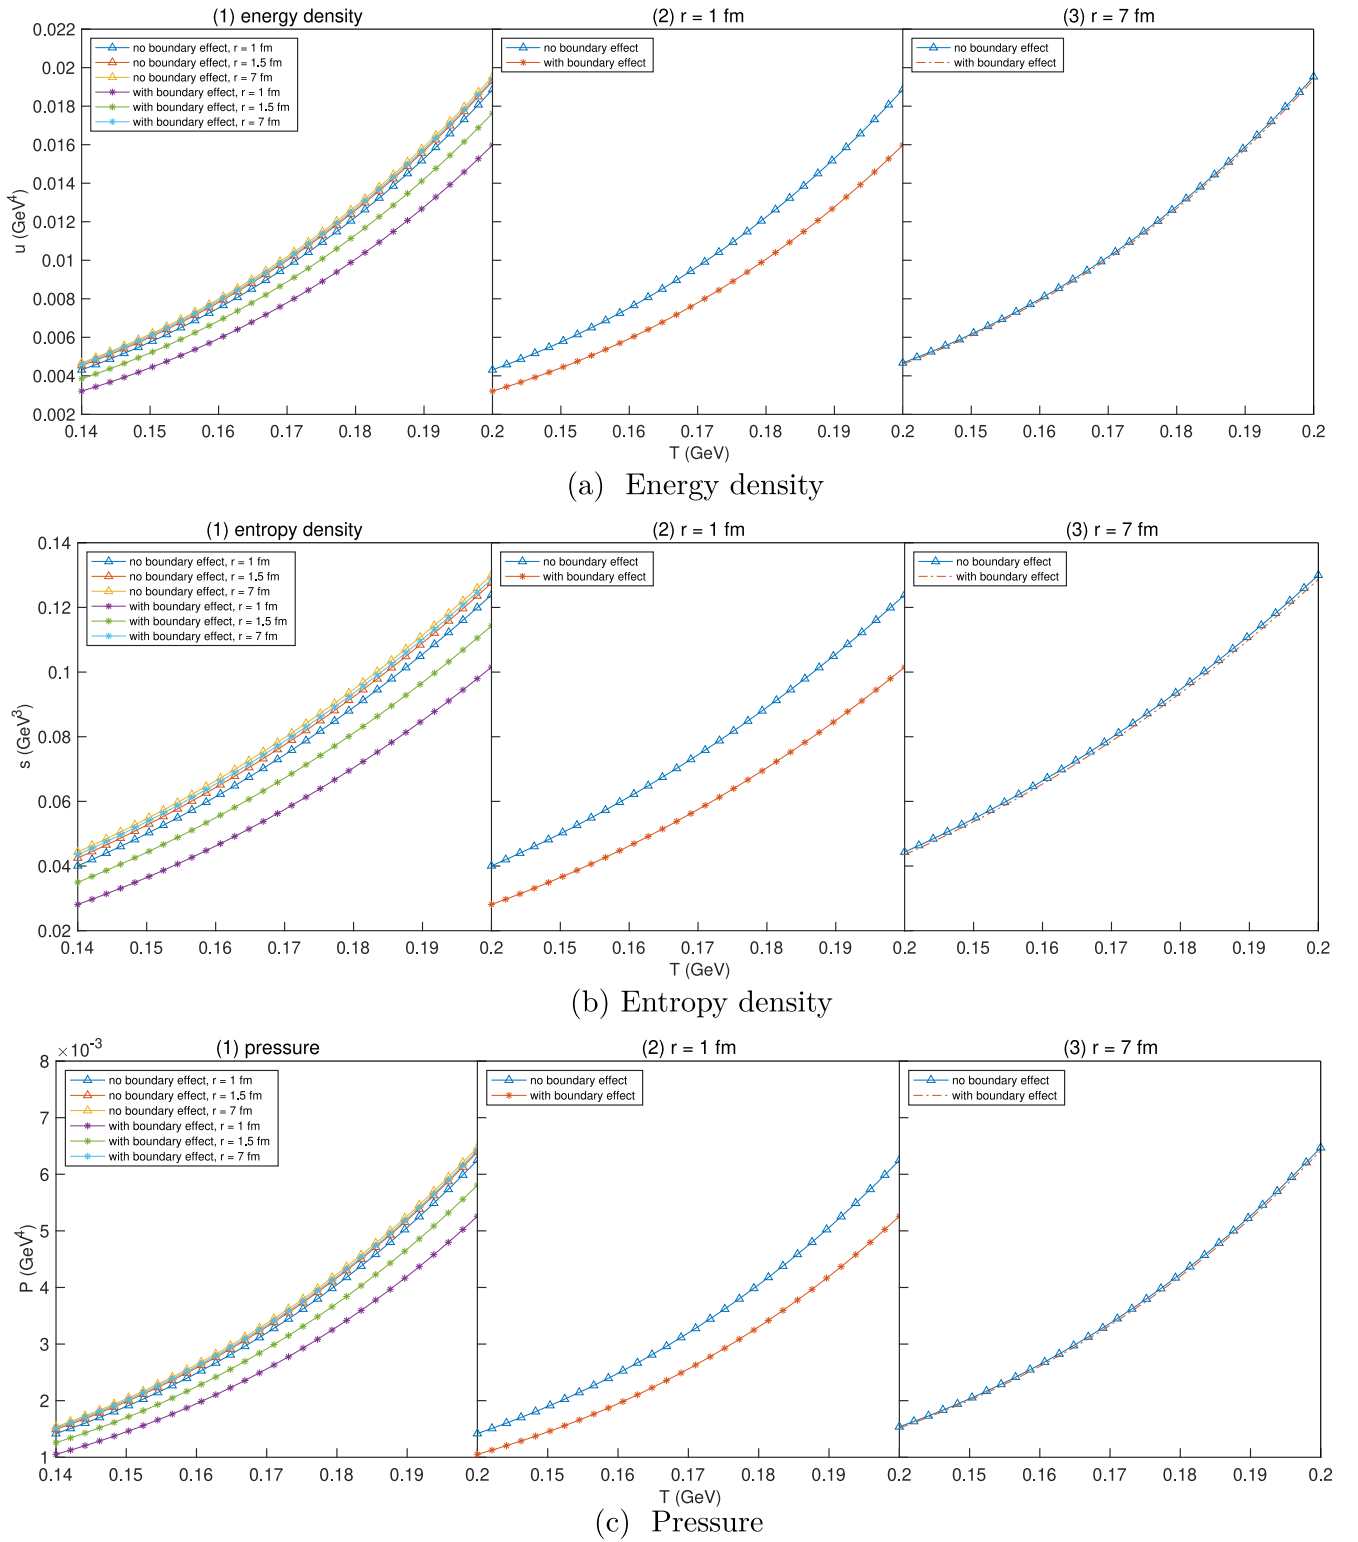 (1) energy density
(2) r = 1 fm
(3) r = 7 fm
0.022
0.02
0.018
0.016
0.014
0.012
0.01
0.008
0.006
0.004
0.002
u (GeV⁴)
no boundary effect, r = 1 fm
no boundary effect, r = 1.5 fm
no boundary effect, r = 7 fm
with boundary effect, r = 1 fm
with boundary effect, r = 1.5 fm
with boundary effect, r = 7 fm
no boundary effect
with boundary effect
no boundary effect
with boundary effect
0.14 0.15 0.16 0.17 0.18 0.19 0.2 0.15 0.16 0.17 0.18 0.19 0.2 0.15 0.16 0.17 0.18 0.19 0.2
T (GeV)
(a) Energy density
(1) entropy density
(2) r = 1 fm
(3) r = 7 fm
0.14
0.12
0.1
0.08
0.06
0.04
0.02
s (GeV³)
no boundary effect, r = 1 fm
no boundary effect, r = 1.5 fm
no boundary effect, r = 7 fm
with boundary effect, r = 1 fm
with boundary effect, r = 1.5 fm
with boundary effect, r = 7 fm
no boundary effect
with boundary effect
no boundary effect
with boundary effect
0.14 0.15 0.16 0.17 0.18 0.19 0.2 0.15 0.16 0.17 0.18 0.19 0.2 0.15 0.16 0.17 0.18 0.19 0.2
T (GeV)
(b) Entropy density
×10⁻³
(1) pressure
(2) r = 1 fm
(3) r = 7 fm
8
7
6
5
4
3
2
1
P (GeV⁴)
no boundary effect, r = 1 fm
no boundary effect, r = 1.5 fm
no boundary effect, r = 7 fm
with boundary effect, r = 1 fm
with boundary effect, r = 1.5 fm
with boundary effect, r = 7 fm
no boundary effect
with boundary effect
no boundary effect
with boundary effect
0.14 0.15 0.16 0.17 0.18 0.19 0.2 0.15 0.16 0.17 0.18 0.19 0.2 0.15 0.16 0.17 0.18 0.19 0.2
T (GeV)
(c) Pressure